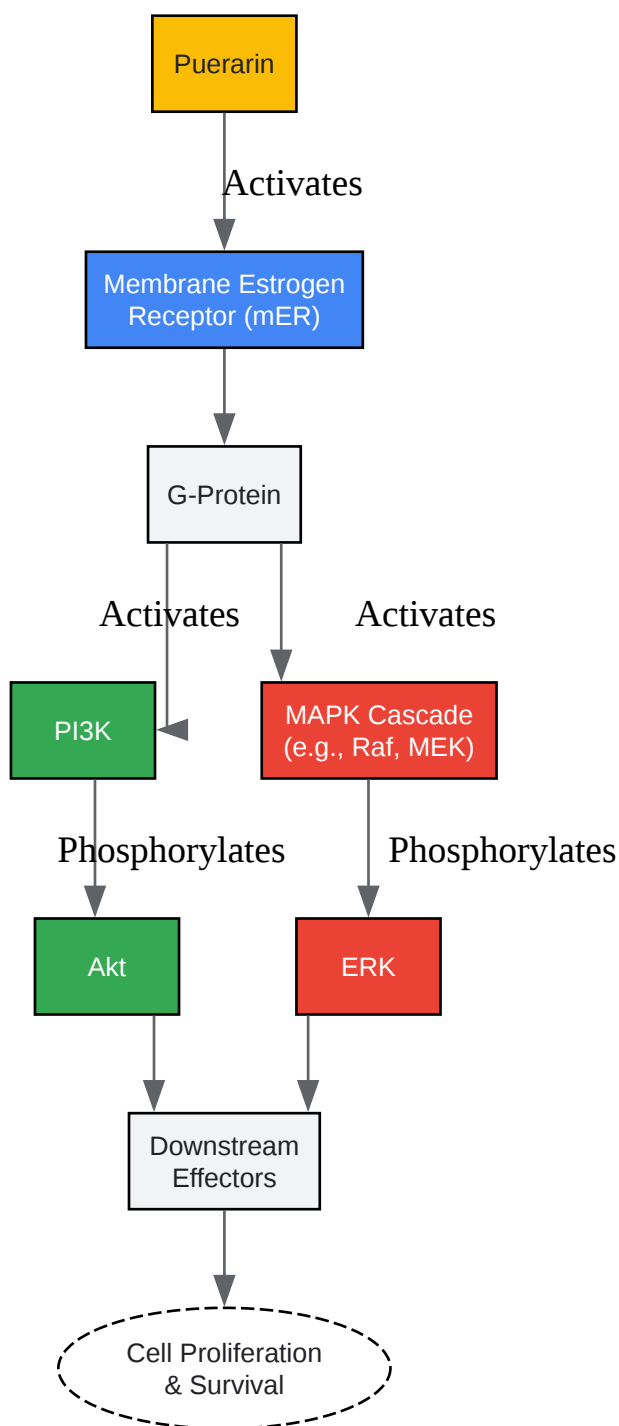 Puerarin
Activates
Membrane Estrogen
Receptor (mER)
G-Protein
Activates
Activates
PI3K
MAPK Cascade
(e.g., Raf, MEK)
Phosphorylates
Phosphorylates
Akt
ERK
Downstream
Effectors
Cell Proliferation
& Survival